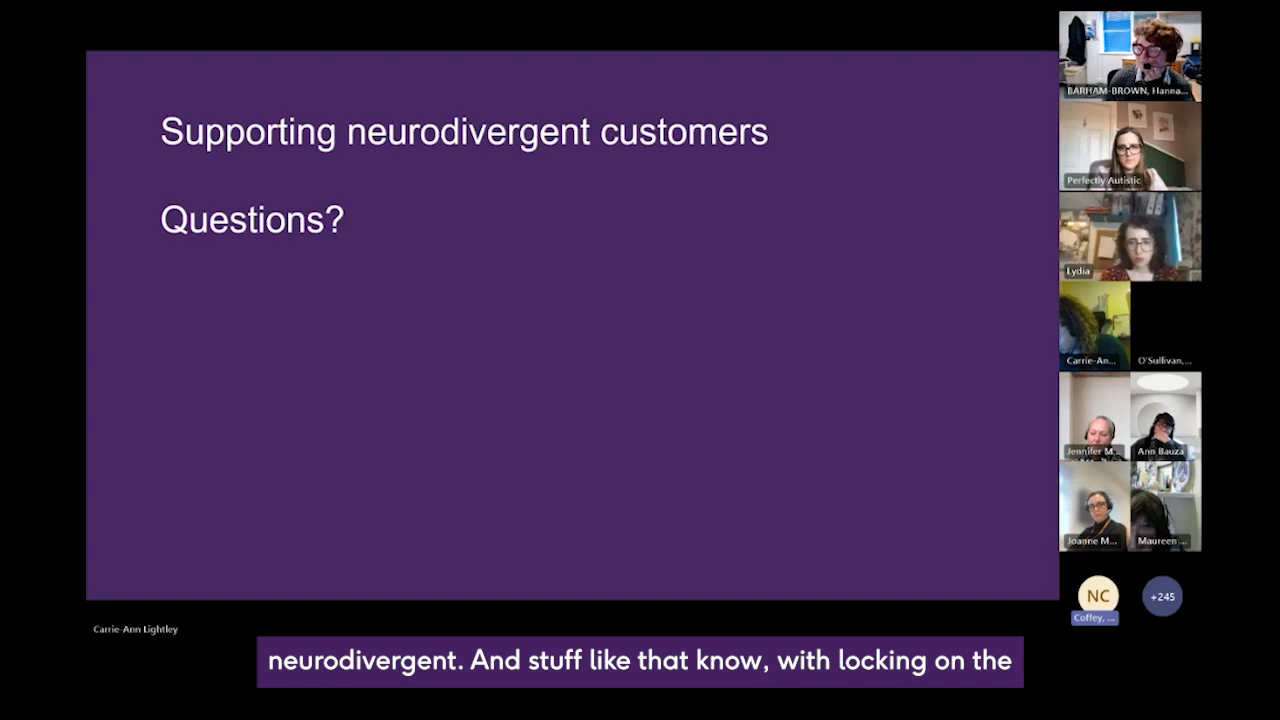 Supporting neurodivergent customers
Questions?
BARHAM-BROWN, Hanna...
Perfectly Autistic
Lydia
Carrie-An...
O'Sullivan,...
Jennifer M...
Ann Bauza
Joanne M...
Maureen ...
NC
+245
Coffey, ...
Carrie-Ann Lightley
neurodivergent. And stuff like that know, with locking on the